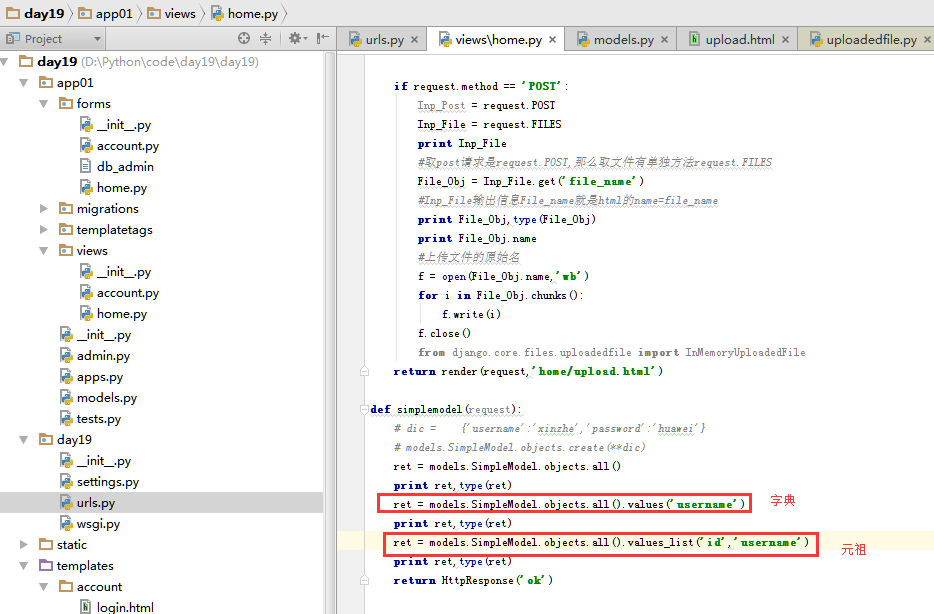 day19 app01 views home.py
Project
urls.py × views\home.py × models.py × upload.html × uploadedfile.py ×
day19 (D:\Python\code\day19\day19)
app01
forms
__init__.py
account.py
db_admin
home.py
migrations
templatetags
views
__init__.py
account.py
home.py
__init__.py
admin.py
apps.py
models.py
tests.py
day19
__init__.py
settings.py
urls.py
wsgi.py
static
templates
account
login.html
if request.method == 'POST':
Inp_Post = request.POST
Inp_File = request.FILES
print Inp_File
#取post请求是request.POST,那么取文件有单独方法request.FILES
File_Obj = Inp_File.get('file_name')
#Inp_File输出信息File_name就是html的name=file_name
print File_Obj,type(File_Obj)
print File_Obj.name
#上传文件的原始名
f = open(File_Obj.name,'wb')
for i in File_Obj.chunks():
f.write(i)
f.close()
from django.core.files.uploadedfile import InMemoryUploadedFile
return render(request,'home/upload.html')
def simplemodel(request):
# dic = {'username':'xinzhe','password':'huawei'}
# models.SimpleModel.objects.create(**dic)
ret = models.SimpleModel.objects.all()
print ret,type(ret)
ret = models.SimpleModel.objects.all().values('username') 字典
print ret,type(ret)
ret = models.SimpleModel.objects.all().values_list('id','username') 元祖
print ret,type(ret)
return HttpResponse('ok')